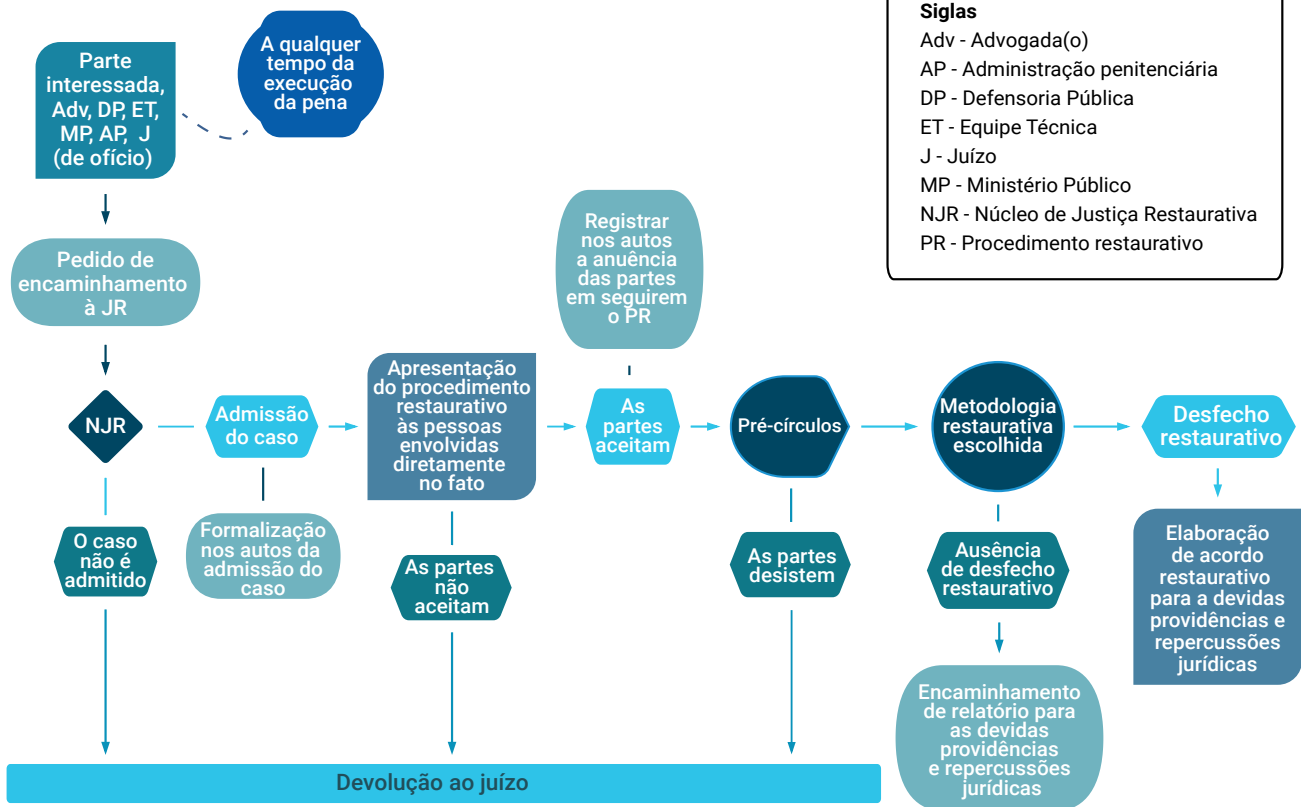 Parte
interessada,
Adv, DP, ET,
MP, AP, J
(de ofício)
A qualquer
tempo da
execução
da pena
Siglas
Adv - Advogada(o)
AP - Administração penitenciária
DP - Defensoria Pública
ET - Equipe Técnica
J - Juízo
MP - Ministério Público
NJR - Núcleo de Justiça Restaurativa
PR - Procedimento restaurativo
Pedido de
encaminhamento
à JR
Registrar
nos autos
a anuência
das partes
em seguirem
o PR
NJR
Admissão
do caso
Apresentação
do procedimento
restaurativo
às pessoas
envolvidas
diretamente
no fato
As
partes
aceitam
Pré-círculos
Metodologia
restaurativa
escolhida
Desfecho
restaurativo
O caso
não é
admitido
Formalização
nos autos da
admissão do
caso
As partes
não
aceitam
As partes
desistem
Ausência
de desfecho
restaurativo
Elaboração
de acordo
restaurativo
para a devidas
providências e
repercussões
jurídicas
Encaminhamento
de relatório para
as devidas
providências
e repercussões
jurídicas
Devolução ao juízo